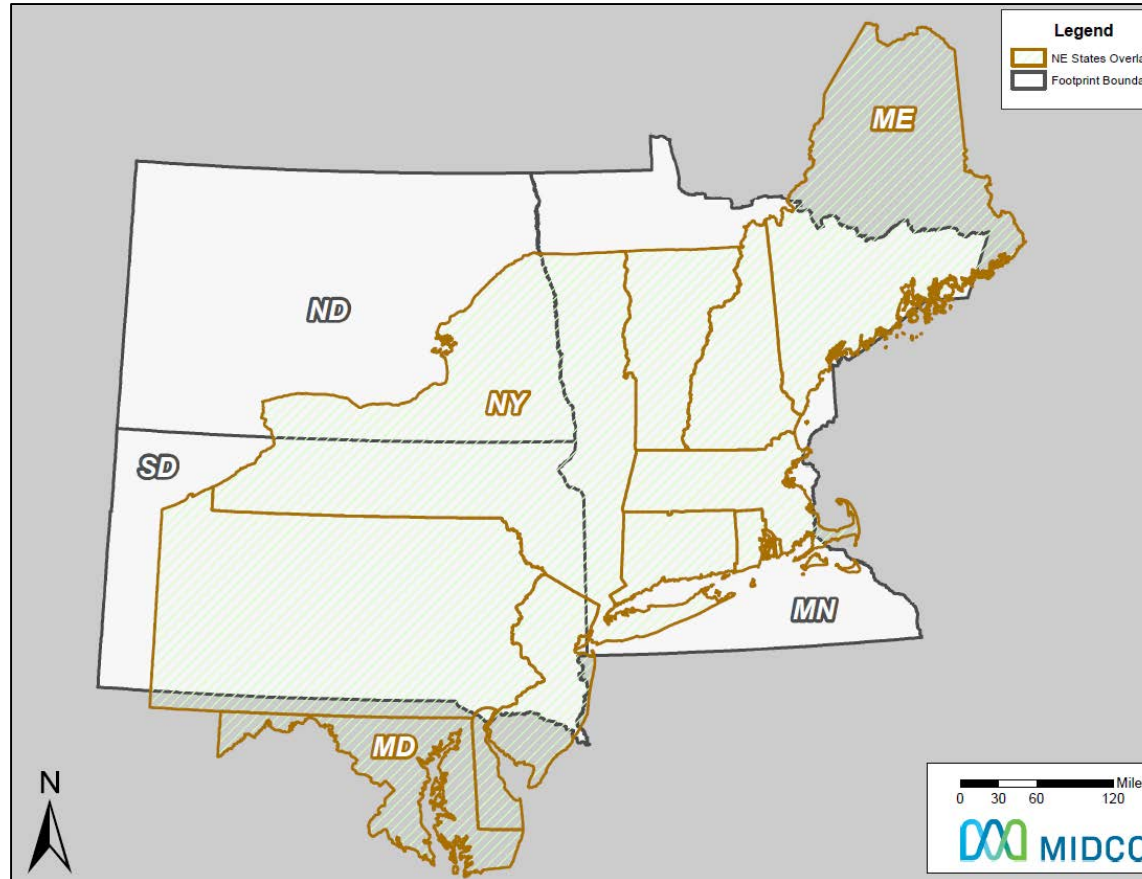 Legend
NE States Overla
Footprint Bounda
ME
ND
NY
SD
MN
MD
N
Mile
0 30 60 120
MIDCO